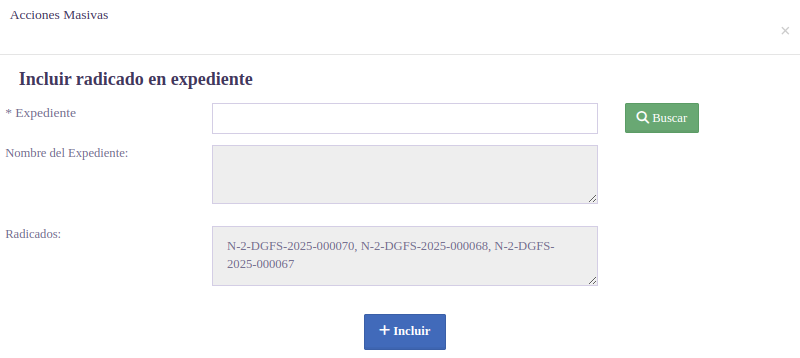 Acciones Masivas
×
Incluir radicado en expediente
* Expediente
Buscar
Nombre del Expediente:
Radicados:
N-2-DGFS-2025-000070, N-2-DGFS-2025-000068, N-2-DGFS-
2025-000067
+ Incluir